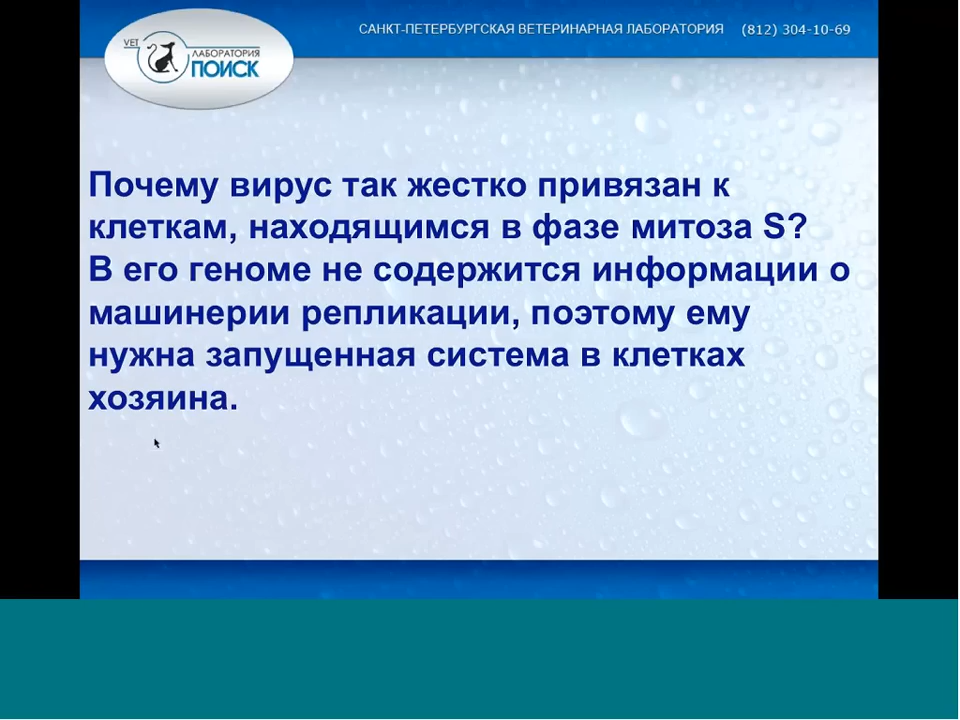 САНКТ-ПЕТЕРБУРГСКАЯ ВЕТЕРИНАРНАЯ ЛАБОРАТОРИЯ (812) 304-10-69
VET ЛАБОРАТОРИЯ
ПОИСК
Почему вирус так жестко привязан к
клеткам, находящимся в фазе митоза S?
В его геноме не содержится информации о
машинерии репликации, поэтому ему
нужна запущенная система в клетках
хозяина.